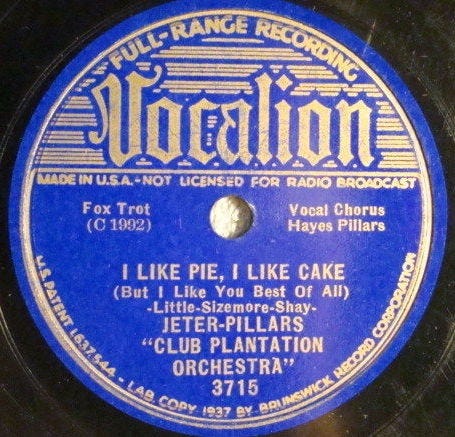 FULL-RANGE RECORDING
Vocalion
MADE IN U.S.A.-NOT LICENSED FOR RADIO BROADCAST
Fox Trot
(C 1992)
Vocal Chorus
Hayes Pillars
I LIKE PIE, I LIKE CAKE
(But I Like You Best Of All)
-Little-Sizemore-Shay-
JETER-PILLARS
"CLUB PLANTATION
ORCHESTRA"
3715
U.S. PATENT 1,637,544. - LAB. COPY 1937 BY BRUNSWICK RECORD CORPORATION